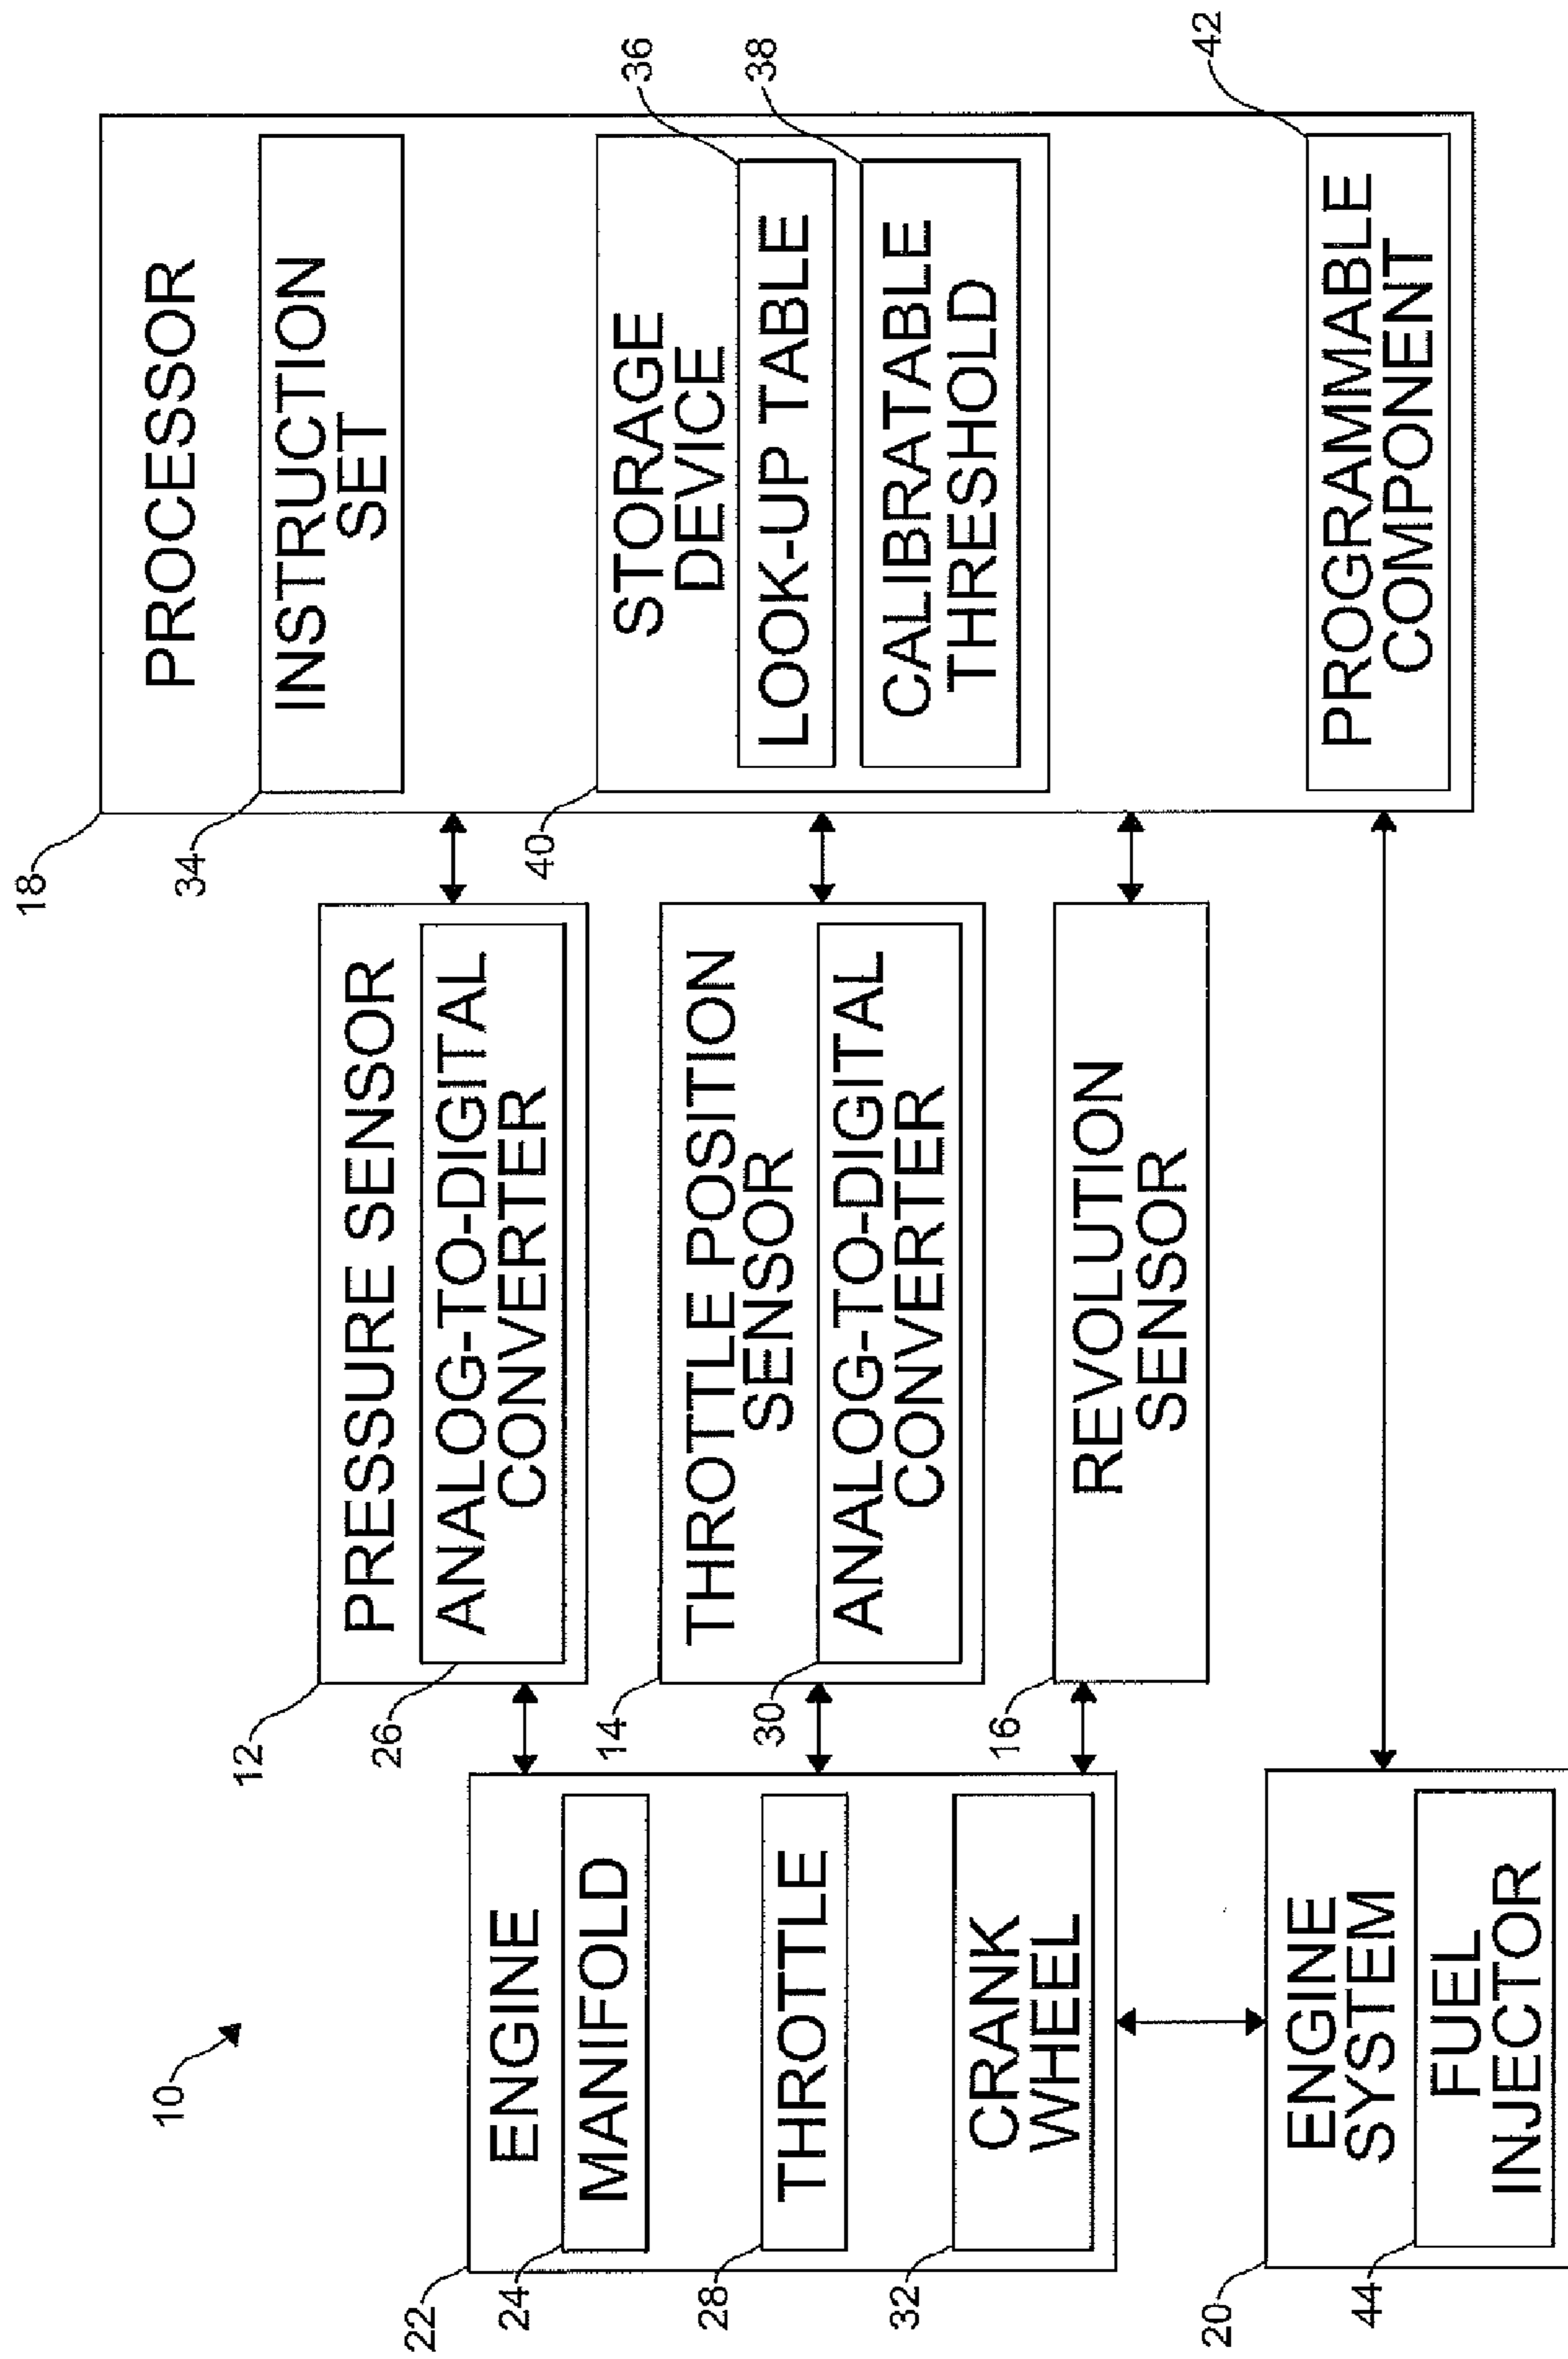 10
22
ENGINE
24
MANIFOLD
28
THROTTLE
32
CRANK
WHEEL
20
ENGINE
SYSTEM
44
FUEL
INJECTOR
12
PRESSURE SENSOR
26
ANALOG-TO-DIGITAL
CONVERTER
14
THROTTLE POSITION
SENSOR
30
ANALOG-TO-DIGITAL
CONVERTER
16
REVOLUTION
SENSOR
18
PROCESSOR
34
INSTRUCTION
SET
40
STORAGE
DEVICE
36
LOOK-UP TABLE
38
CALIBRATABLE
THRESHOLD
42
PROGRAMMABLE
COMPONENT